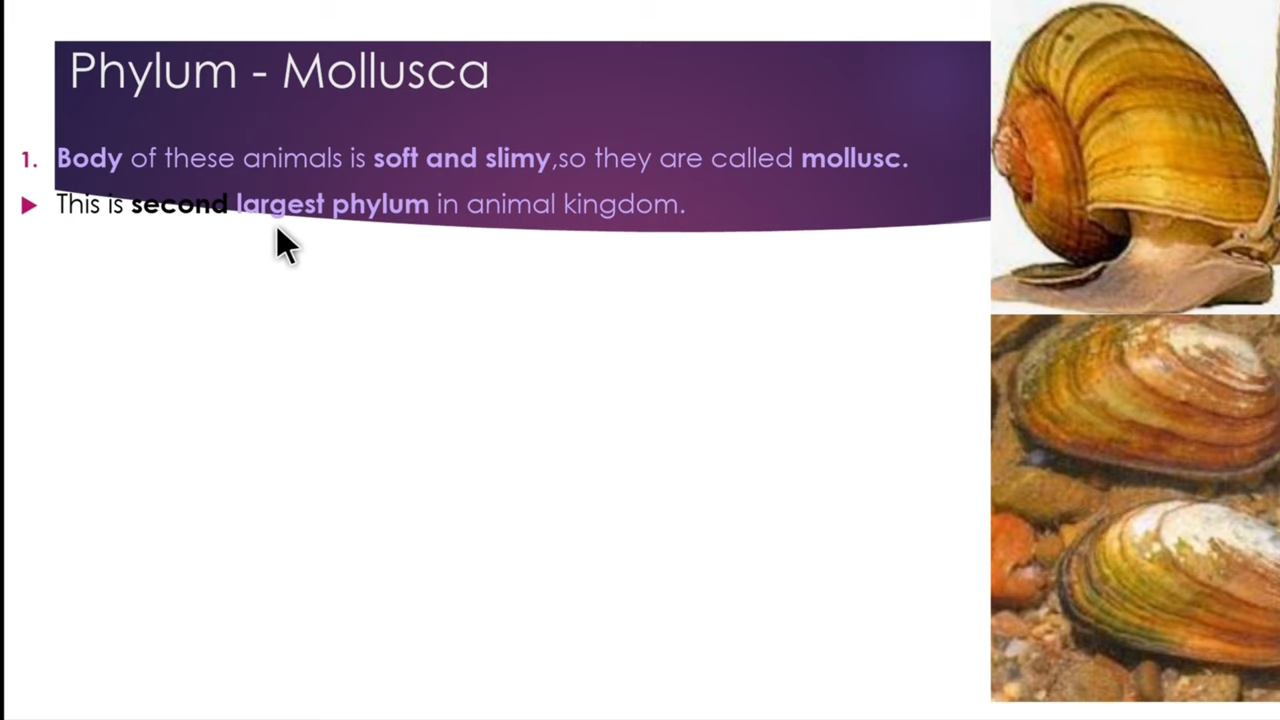 Phylum - Mollusca
1. Body of these animals is soft and slimy,so they are called mollusc.
This is second largest phylum in animal kingdom.